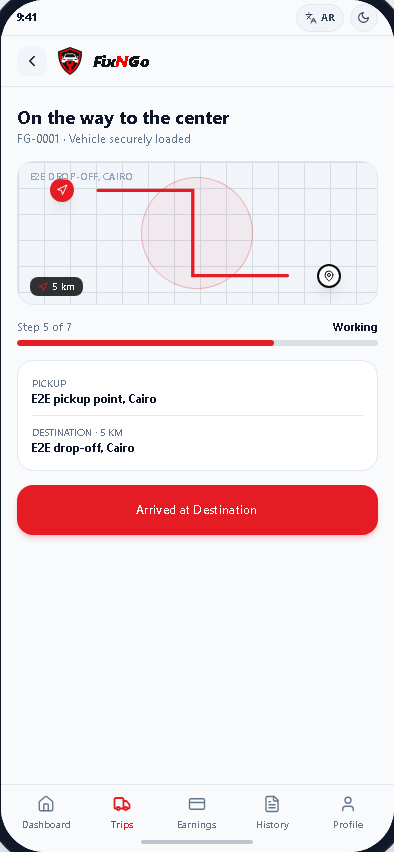 9:41
AR
FixNGo
On the way to the center
FG-0001 · Vehicle securely loaded
E2E DROP-OFF, CAIRO
5 km
Step 5 of 7
Working
PICKUP
E2E pickup point, Cairo
DESTINATION · 5 KM
E2E drop-off, Cairo
Arrived at Destination
Dashboard
Trips
Earnings
History
Profile